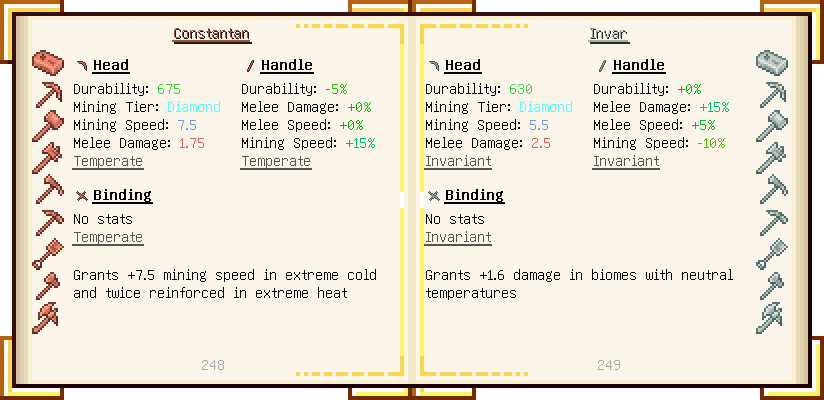 Constantan
Head
Durability: 675
Mining Tier: Diamond
Mining Speed: 7.5
Melee Damage: 1.75
Temperate
Handle
Durability: -5%
Melee Damage: +0%
Melee Speed: +0%
Mining Speed: +15%
Temperate
Binding
No stats
Temperate
Grants +7.5 mining speed in extreme cold
and twice reinforced in extreme heat
248
Invar
Head
Durability: 630
Mining Tier: Diamond
Mining Speed: 5.5
Melee Damage: 2.5
Invariant
Handle
Durability: +0%
Melee Damage: +15%
Melee Speed: +5%
Mining Speed: -10%
Invariant
Binding
No stats
Invariant
Grants +1.6 damage in biomes with neutral
temperatures
249